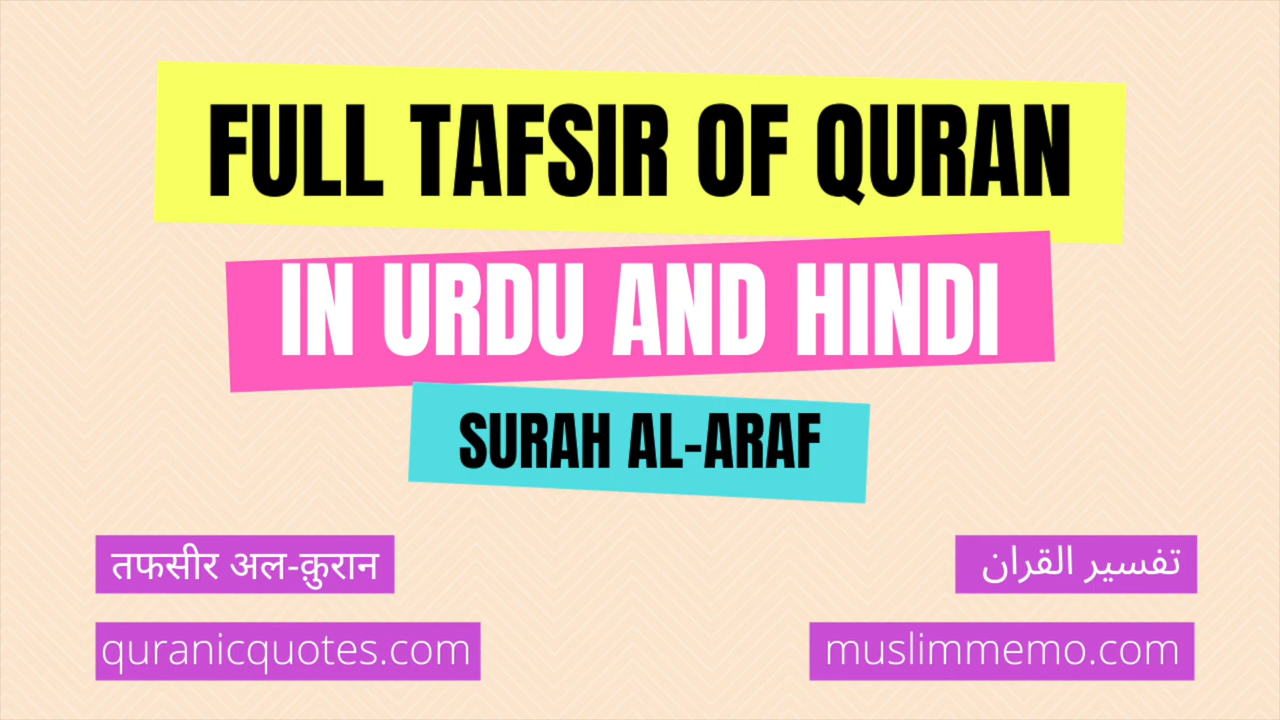 FULL TAFSIR OF QURAN
IN URDU AND HINDI
SURAH AL-ARAF
तफसीर अल-क़ुरान
تفسير القران
quranicquotes.com
muslimmemo.com